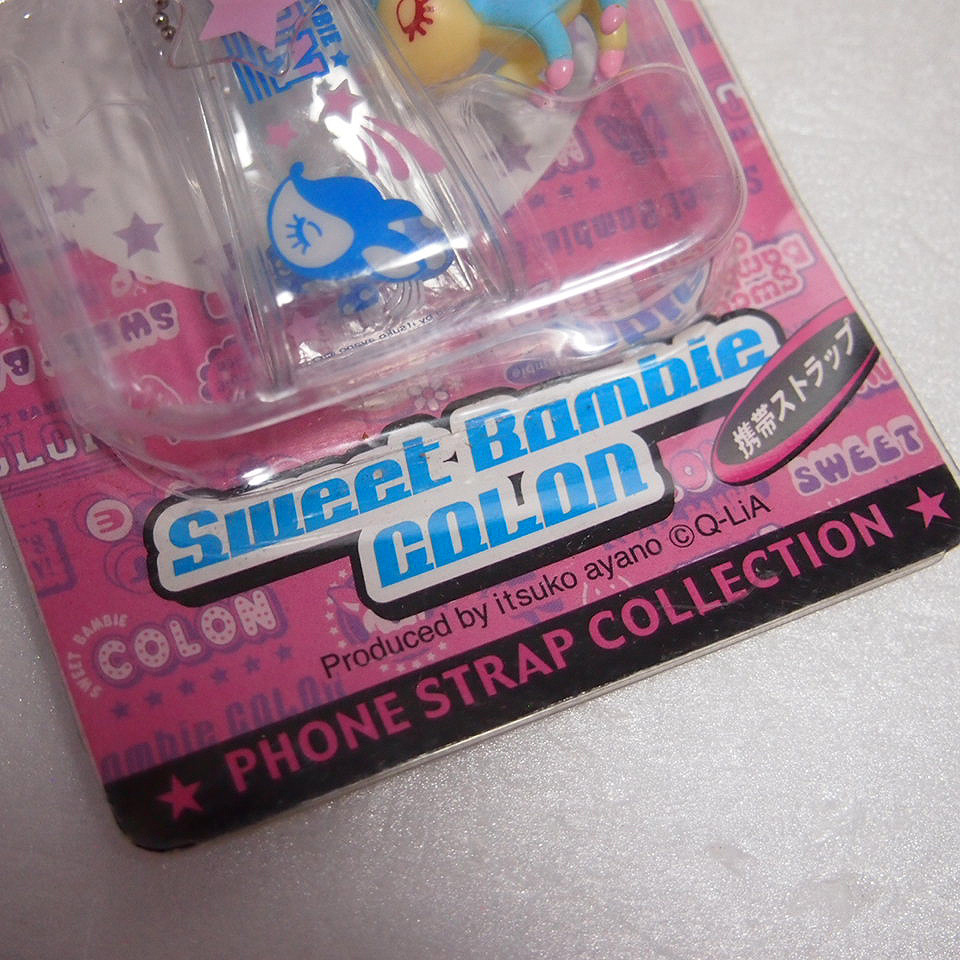 Sweet Bambie
COLON
携帯ストラップ
Produced by itsuko ayano ©Q-LiA
★ PHONE STRAP COLLECTION ★
SWEET BAMBIE
COLON
SWEET